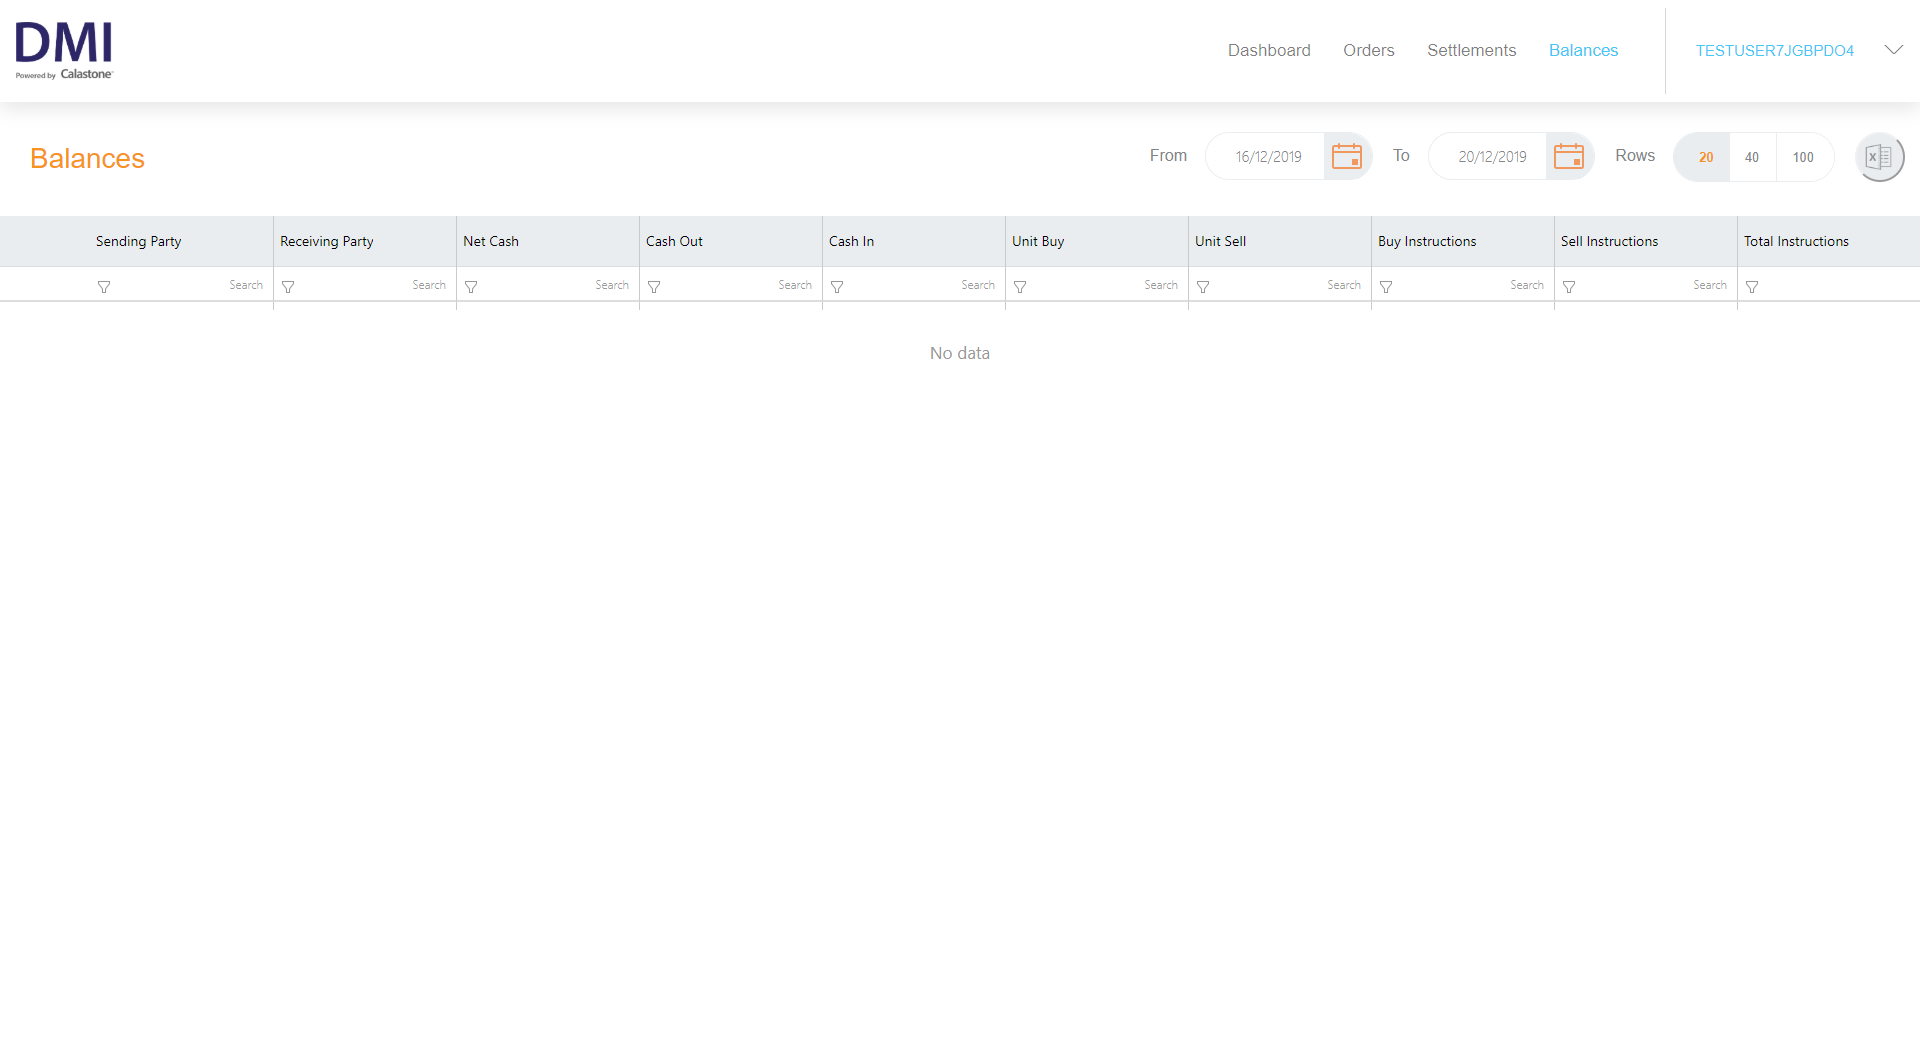 DMI
Powered by Calastone
Dashboard Orders Settlements Balances TESTUSER7JGBPDO4
Balances
From 16/12/2019 To 20/12/2019 Rows 20 40 100
Sending Party Receiving Party Net Cash Cash Out Cash In Unit Buy Unit Sell Buy Instructions Sell Instructions Total Instructions
Search Search Search Search Search Search Search Search Search
No data